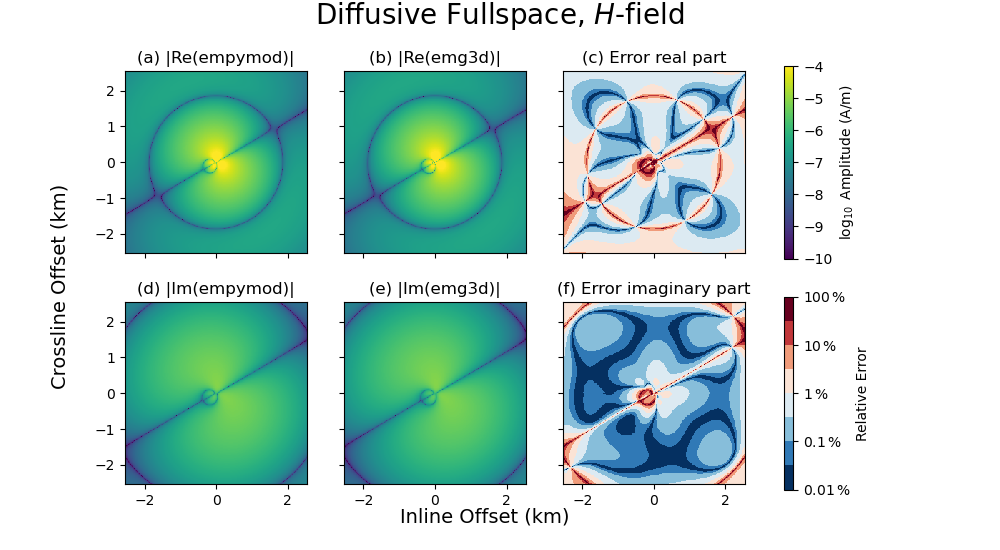 Diffusive Fullspace, H-field
(a) |Re(empymod)|
(b) |Re(emg3d)|
(c) Error real part
2
1
0
−1
−2
−4
−5
−6
−7
−8
−9
−10
log10 Amplitude (A/m)
Crossline Offset (km)
(d) |Im(empymod)|
(e) |Im(emg3d)|
(f) Error imaginary part
2
1
0
−1
−2
−2 0 2
−2 0 2
−2 0 2
100 %
10 %
1 %
0.1 %
0.01 %
Relative Error
Inline Offset (km)